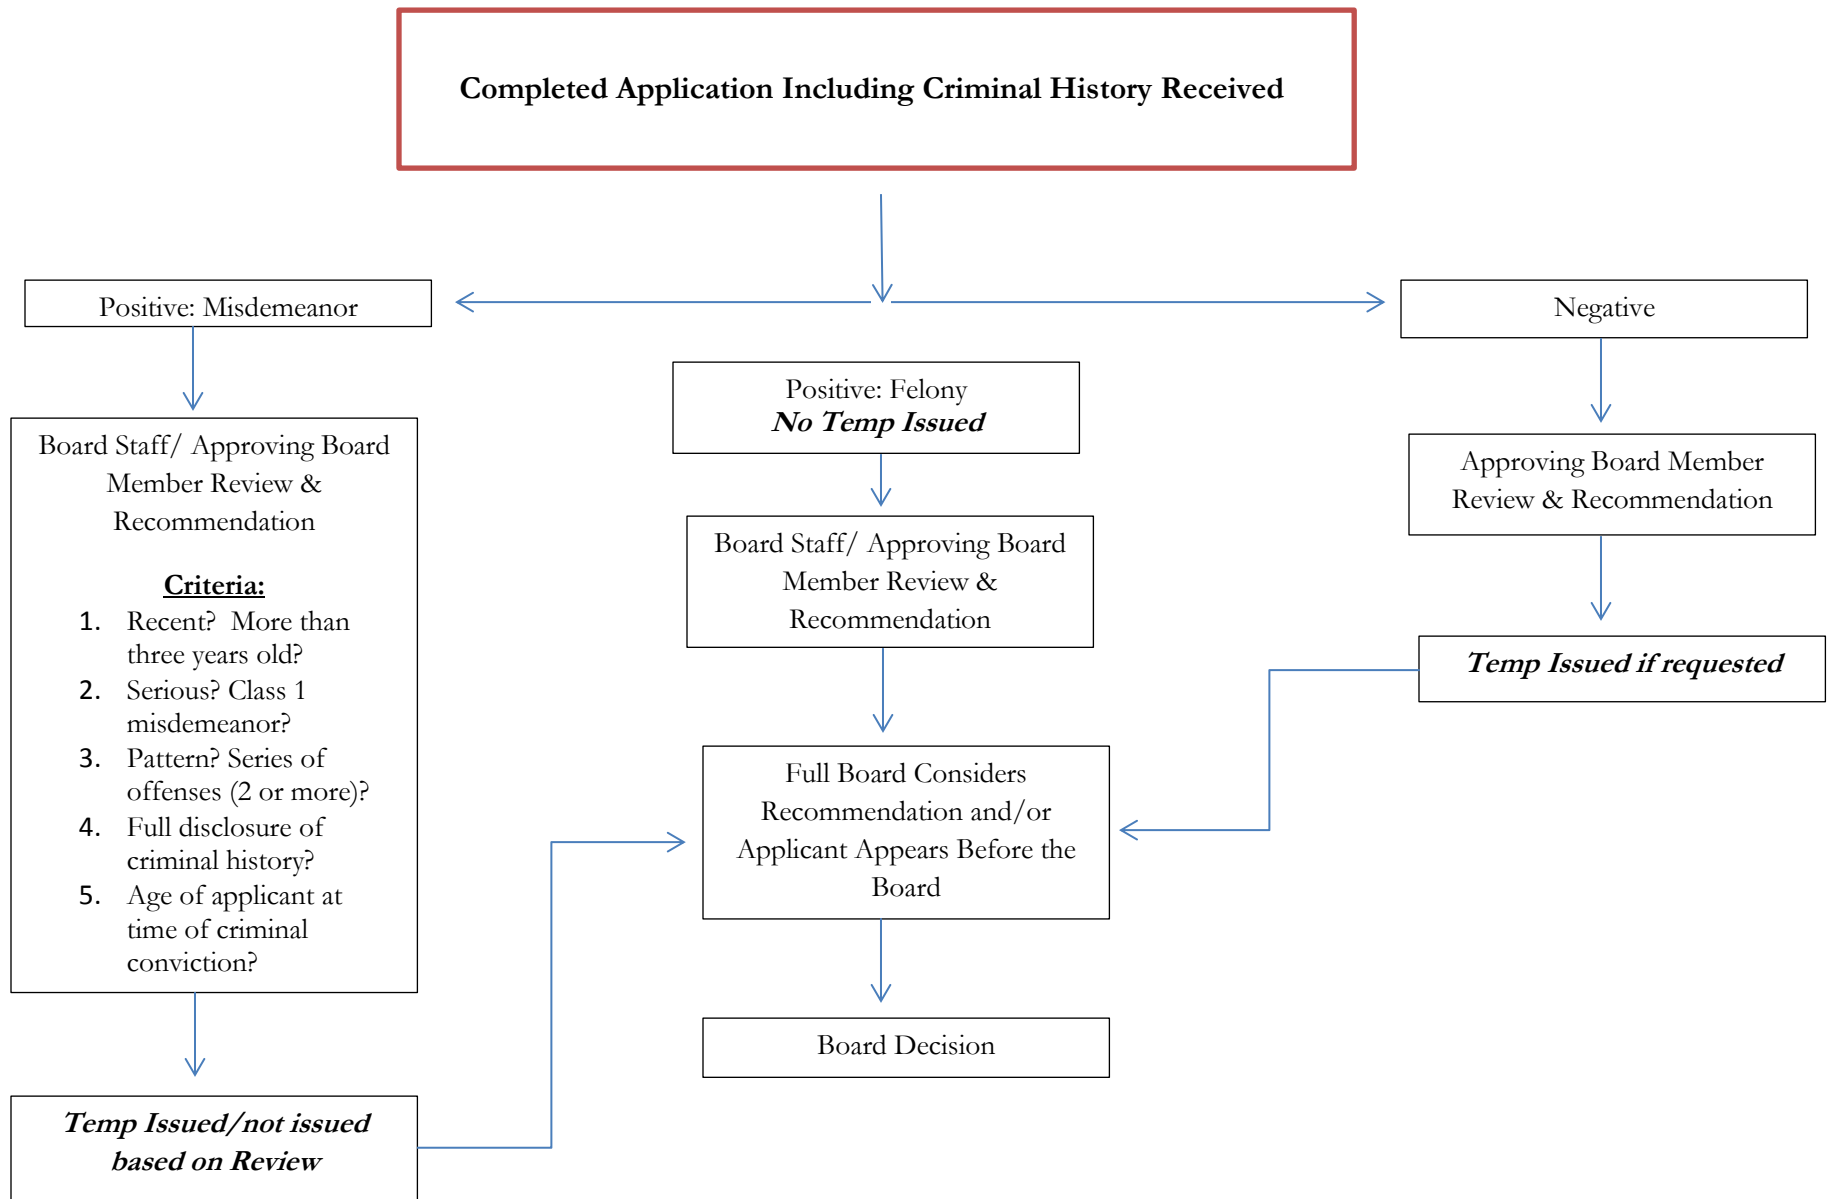 Completed Application Including Criminal History Received
Positive: Misdemeanor
Negative
Positive: Felony
No Temp Issued
Board Staff/ Approving Board
Member Review &
Recommendation
Criteria:
1. Recent?  More than
three years old?
2. Serious? Class 1
misdemeanor?
3. Pattern? Series of
offenses (2 or more)?
4. Full disclosure of
criminal history?
5. Age of applicant at
time of criminal
conviction?
Approving Board Member
Review & Recommendation
Board Staff/ Approving Board
Member Review &
Recommendation
Temp Issued if requested
Full Board Considers
Recommendation and/or
Applicant Appears Before the
Board
Board Decision
Temp Issued/not issued
based on Review